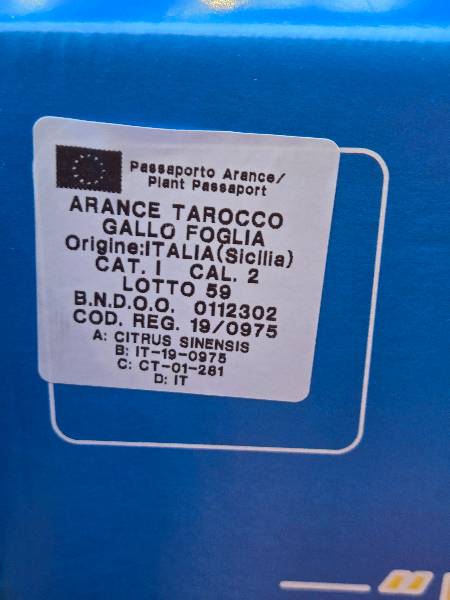 Passaporto Arance/
Plant Passaport
ARANCE TAROCCO
GALLO FOGLIA
Origine:ITALIA(Sicilia)
CAT. I CAL. 2
LOTTO 59
B.N.D.O.O. 0112302
COD. REG. 19/0975
A: CITRUS SINENSIS
B: IT-19-0975
C: CT-01-281
D: IT